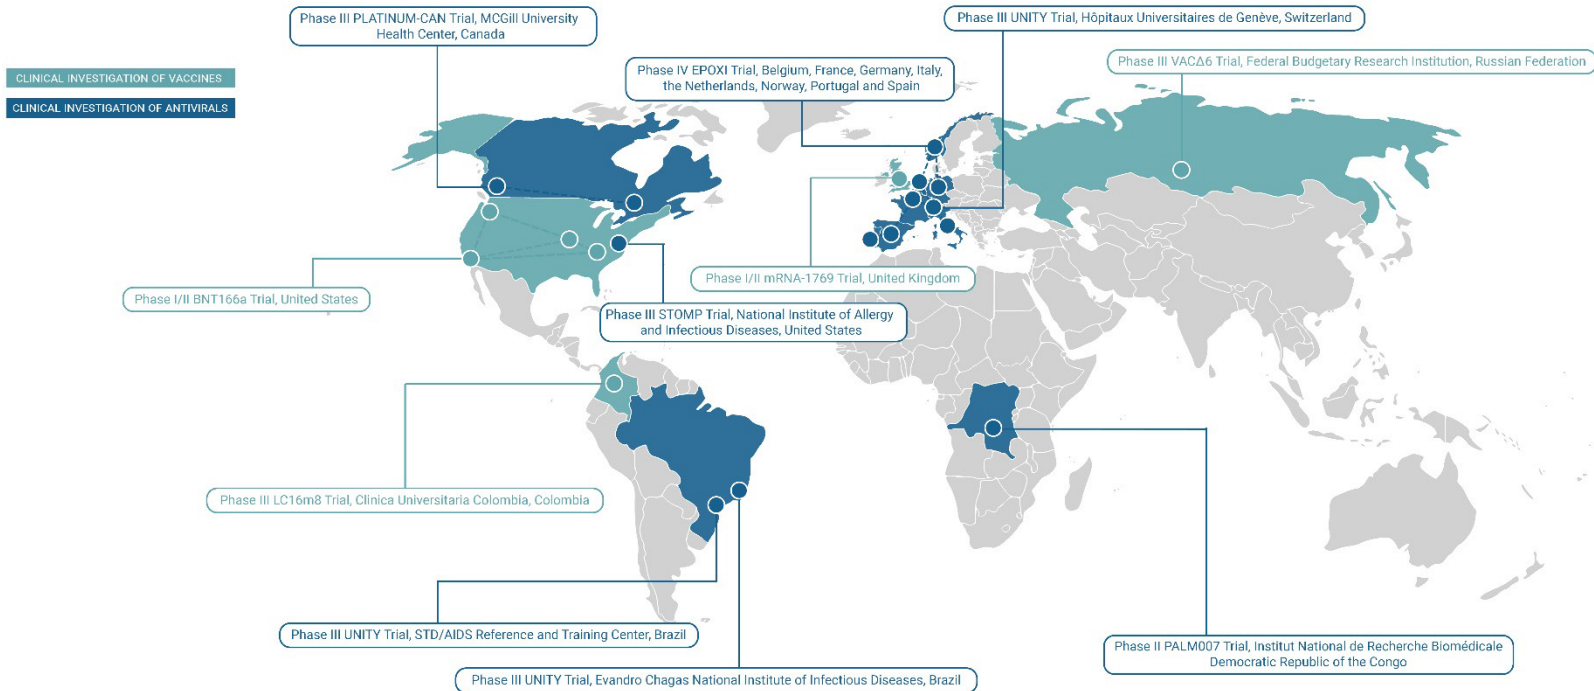 Phase III PLATINUM-CAN Trial, MCGill University
Health Center, Canada
Phase III UNITY Trial, Hôpitaux Universitaires de Genève, Switzerland
CLINICAL INVESTIGATION OF VACCINES
CLINICAL INVESTIGATION OF ANTIVIRALS
Phase IV EPOXI Trial, Belgium, France, Germany, Italy,
the Netherlands, Norway, Portugal and Spain
Phase III VACΔ6 Trial, Federal Budgetary Research Institution, Russian Federation
Phase I/II mRNA-1769 Trial, United Kingdom
Phase I/II BNT166a Trial, United States
Phase III STOMP Trial, National Institute of Allergy
and Infectious Diseases, United States
Phase III LC16m8 Trial, Clinica Universitaria Colombia, Colombia
Phase III UNITY Trial, STD/AIDS Reference and Training Center, Brazil
Phase II PALM007 Trial, Institut National de Recherche Biomédicale
Democratic Republic of the Congo
Phase III UNITY Trial, Evandro Chagas National Institute of Infectious Diseases, Brazil